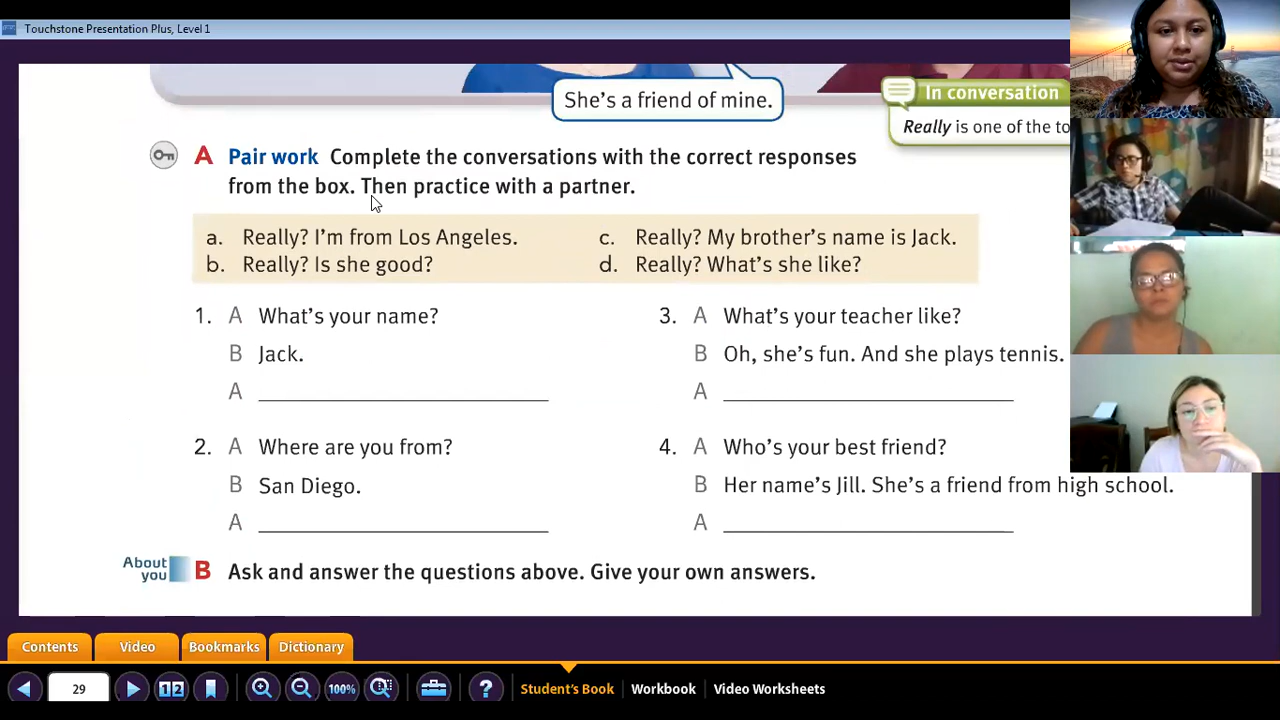 Touchstone Presentation Plus, Level 1
She's a friend of mine.
In conversation
Really is one of the to
A Pair work Complete the conversations with the correct responses
from the box. Then practice with a partner.
a. Really? I'm from Los Angeles.
b. Really? Is she good?
c. Really? My brother's name is Jack.
d. Really? What's she like?
1. A What's your name?
B Jack.
A
2. A Where are you from?
B San Diego.
A
3. A What's your teacher like?
B Oh, she's fun. And she plays tennis.
A
4. A Who's your best friend?
B Her name's Jill. She's a friend from high school.
A
About
you
B Ask and answer the questions above. Give your own answers.
Contents
Video
Bookmarks
Dictionary
29
1 2
100%
?
Student's Book
Workbook
Video Worksheets